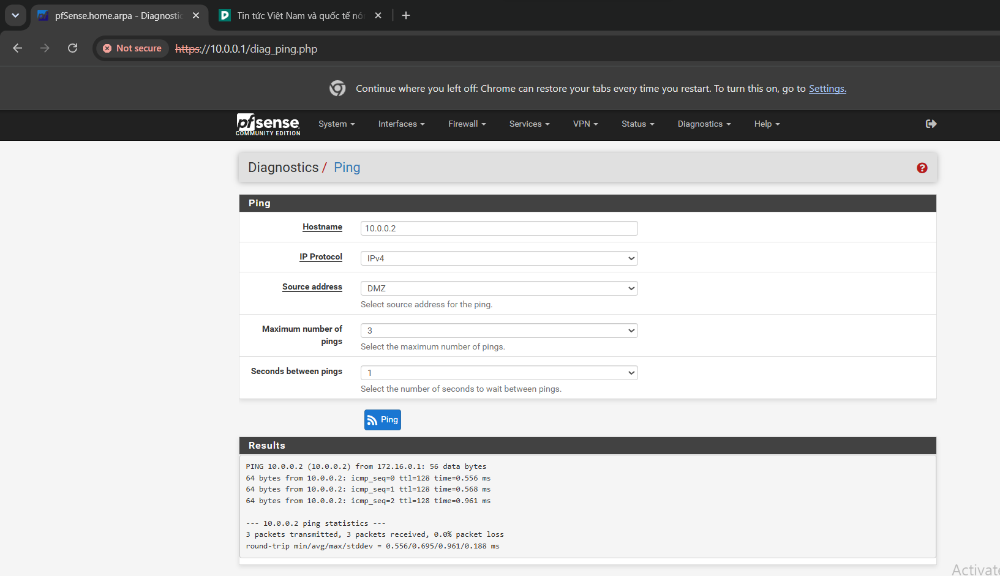 pfSense.home.arpa - Diagnostic
Tin tức Việt Nam và quốc tế nó
Not secure
https://10.0.0.1/diag_ping.php
Continue where you left off: Chrome can restore your tabs every time you restart. To turn this on, go to Settings.
pfsense
COMMUNITY EDITION
System
Interfaces
Firewall
Services
VPN
Status
Diagnostics
Help
Diagnostics / Ping
Ping
Hostname
10.0.0.2
IP Protocol
IPv4
Source address
DMZ
Select source address for the ping.
Maximum number of
pings
3
Select the maximum number of pings.
Seconds between pings
1
Select the number of seconds to wait between pings.
Ping
Results
PING 10.0.0.2 (10.0.0.2) from 172.16.0.1: 56 data bytes
64 bytes from 10.0.0.2: icmp_seq=0 ttl=128 time=0.556 ms
64 bytes from 10.0.0.2: icmp_seq=1 ttl=128 time=0.568 ms
64 bytes from 10.0.0.2: icmp_seq=2 ttl=128 time=0.961 ms
--- 10.0.0.2 ping statistics ---
3 packets transmitted, 3 packets received, 0.0% packet loss
round-trip min/avg/max/stddev = 0.556/0.695/0.961/0.188 ms
Activate